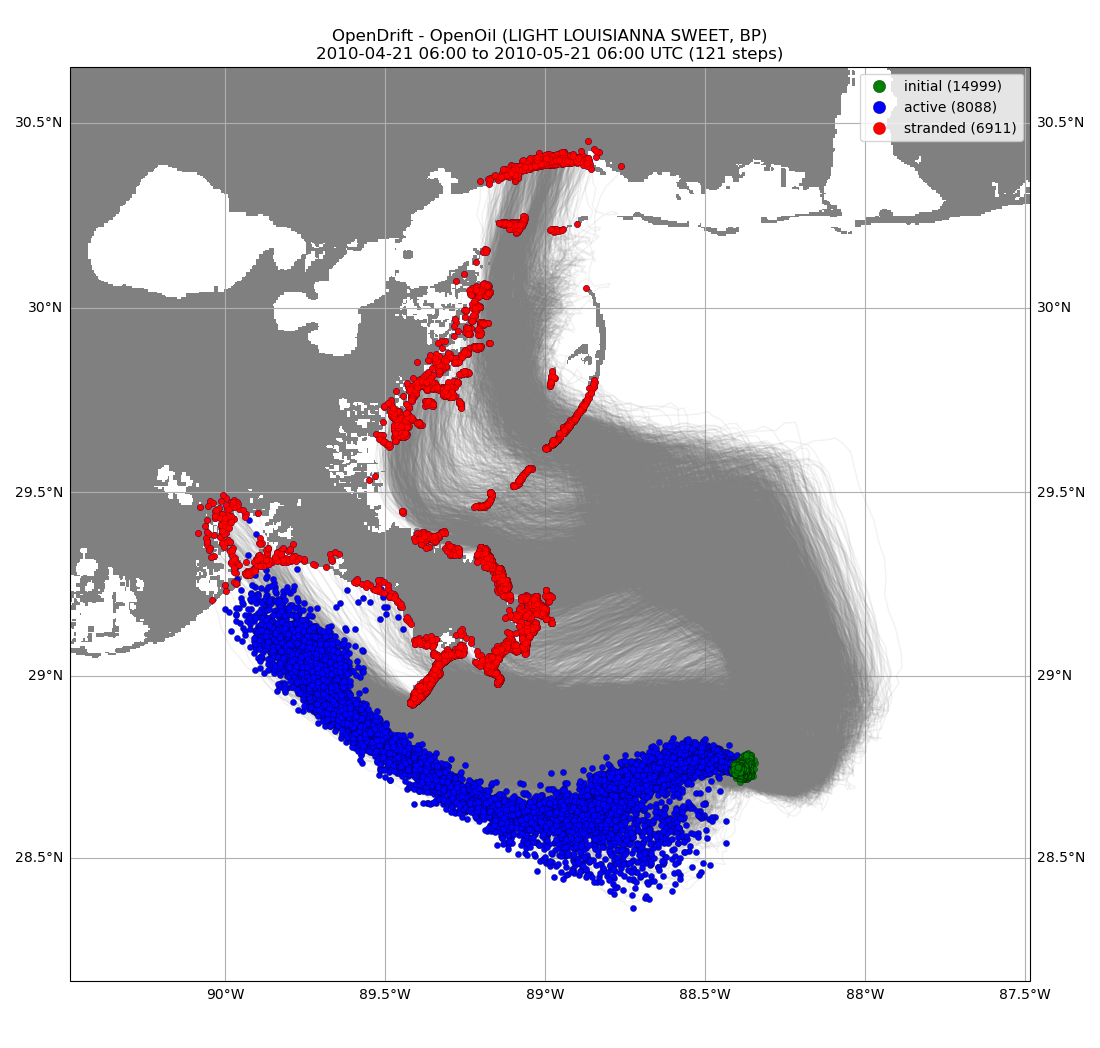 OpenDrift - OpenOil (LIGHT LOUISIANNA SWEET, BP)
2010-04-21 06:00 to 2010-05-21 06:00 UTC (121 steps)
initial (14999)
active (8088)
stranded (6911)
30.5°N
30.5°N
30°N
30°N
29.5°N
29.5°N
29°N
29°N
28.5°N
28.5°N
90°W
89.5°W
89°W
88.5°W
88°W
87.5°W